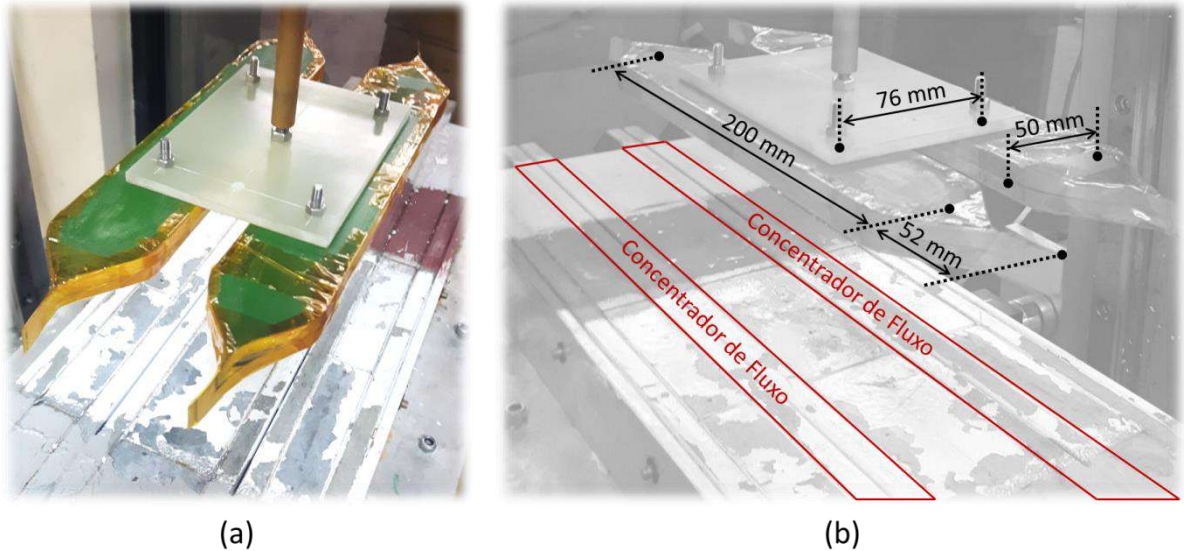 76 mm
50 mm
200 mm
52 mm
Concentrador de Fluxo
Concentrador de Fluxo
(a)
(b)